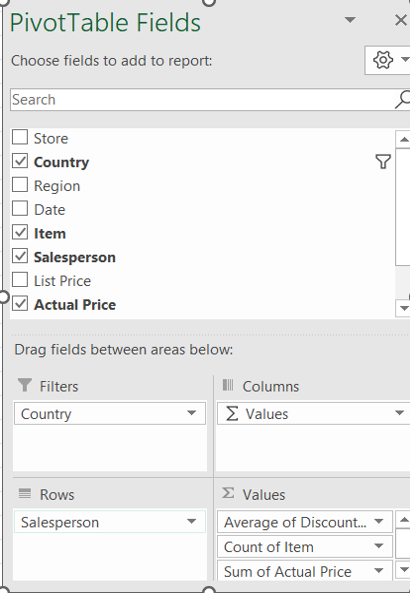 PivotTable Fields
Choose fields to add to report:
Search
Store
Country
Region
Date
Item
Salesperson
List Price
Actual Price
Drag fields between areas below:
Filters
Columns
Country
Σ Values
Rows
Σ Values
Salesperson
Average of Discount...
Count of Item
Sum of Actual Price